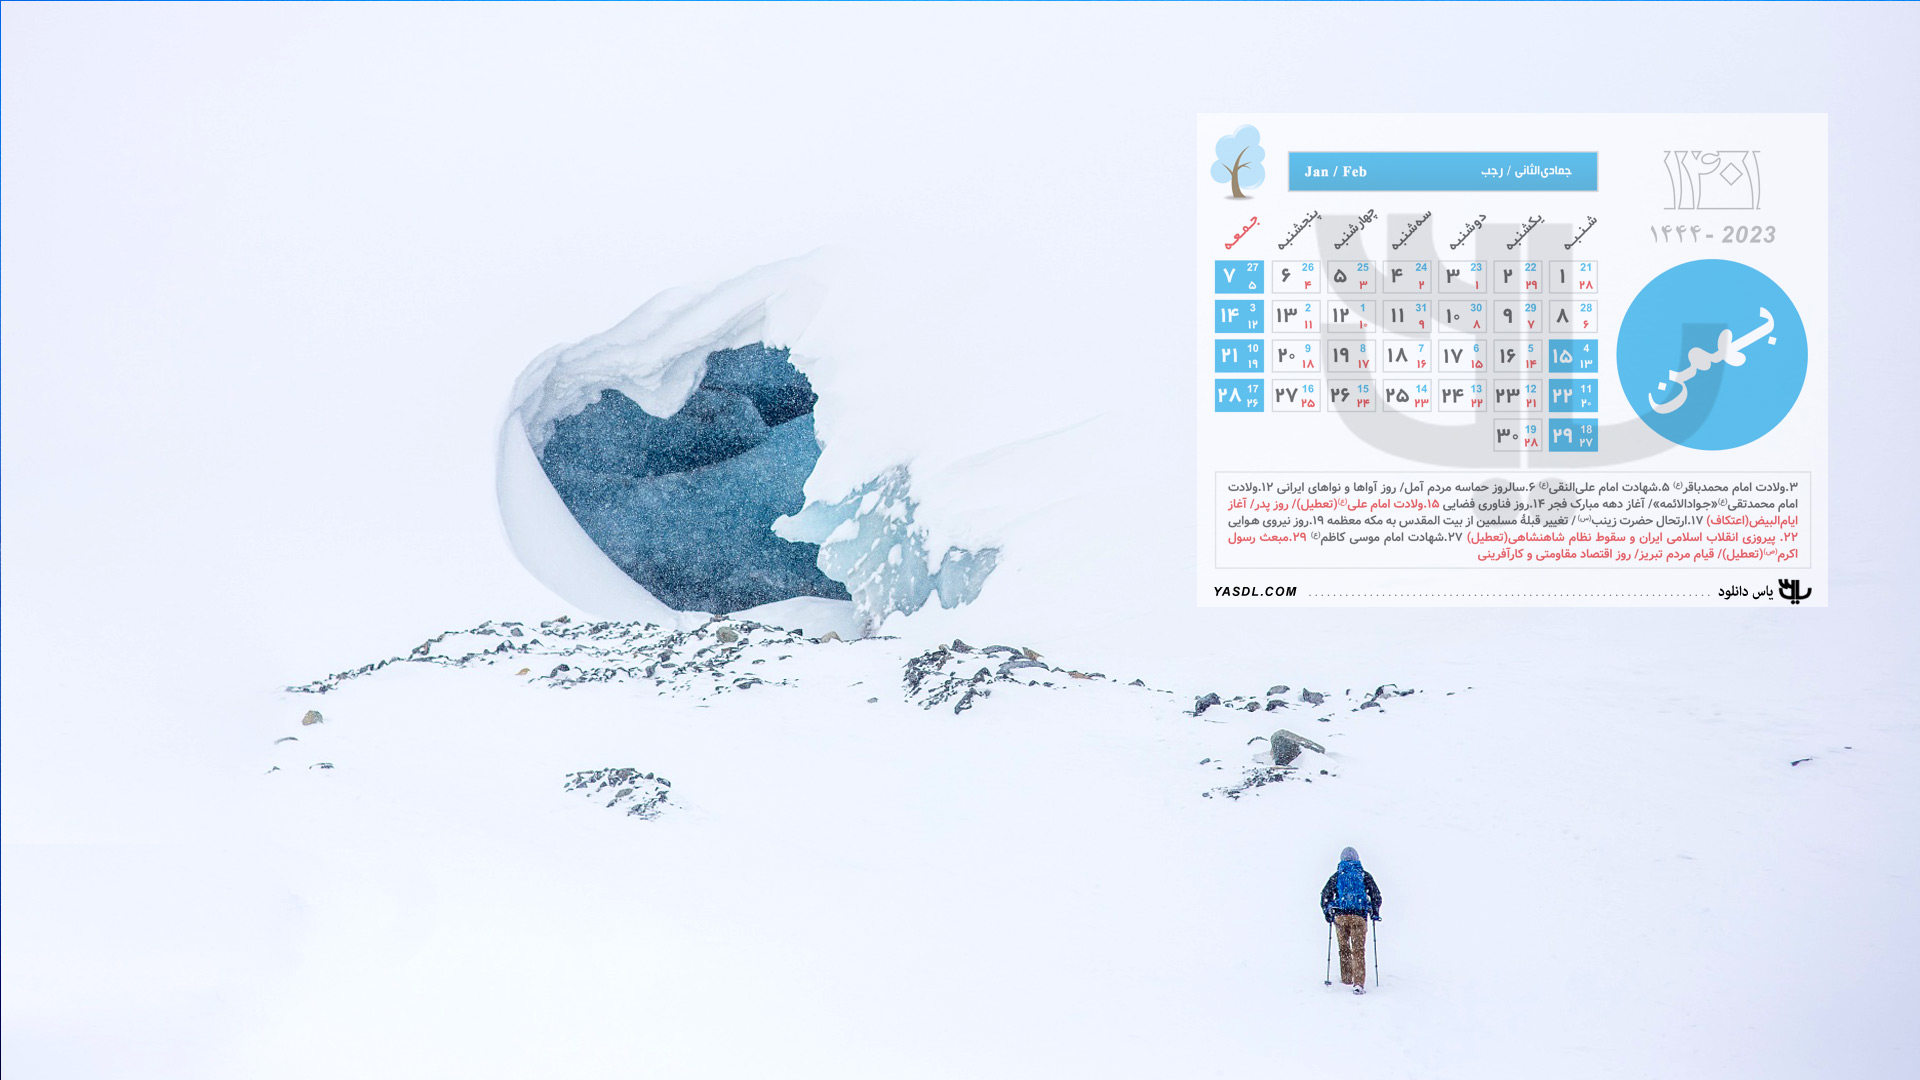 ۱۴۰۱
۱۴۴۴ - 2023
بهمن
جمادی‌الثانی / رجب Jan / Feb
شنبه یکشنبه دوشنبه سه‌شنبه چهارشنبه پنجشنبه جمعه
۱ 21 ۲۸ ۲ 22 ۲۹ ۳ 23 ۱ ۴ 24 ۲ ۵ 25 ۳ ۶ 26 ۴ ۷ 27 ۵
۸ 28 ۶ ۹ 29 ۷ ۱۰ 30 ۸ ۱۱ 31 ۹ ۱۲ 1 ۱۰ ۱۳ 2 ۱۱ ۱۴ 3 ۱۲
۱۵ 4 ۱۳ ۱۶ 5 ۱۴ ۱۷ 6 ۱۵ ۱۸ 7 ۱۶ ۱۹ 8 ۱۷ ۲۰ 9 ۱۸ ۲۱ 10 ۱۹
۲۲ 11 ۲۰ ۲۳ 12 ۲۱ ۲۴ 13 ۲۲ ۲۵ 14 ۲۳ ۲۶ 15 ۲۴ ۲۷ 16 ۲۵ ۲۸ 17 ۲۶
۲۹ 18 ۲۷ ۳۰ 19 ۲۸
۳.ولادت امام محمدباقر(ع) ۵.شهادت امام علی‌النقی(ع) ۶.سالروز حماسه مردم آمل/ روز آواها و نواهای ایرانی ۱۲.ولادت
امام محمدتقی(ع)«جوادالائمه»/ آغاز دهه مبارک فجر ۱۴.روز فناوری فضایی ۱۵.ولادت امام علی(ع)(تعطیل)/ روز پدر/ آغاز
ایام‌البیض(اعتکاف) ۱۷.ارتحال حضرت زینب(س)/ تغییر قبلهٔ مسلمین از بیت المقدس به مکه معظمه ۱۹.روز نیروی هوایی
۲۲. پیروزی انقلاب اسلامی ایران و سقوط نظام شاهنشاهی(تعطیل) ۲۷.شهادت امام موسی کاظم(ع) ۲۹.مبعث رسول
اکرم(ص)(تعطیل)/ قیام مردم تبریز/ روز اقتصاد مقاومتی و کارآفرینی
یاس دانلود YASDL.COM